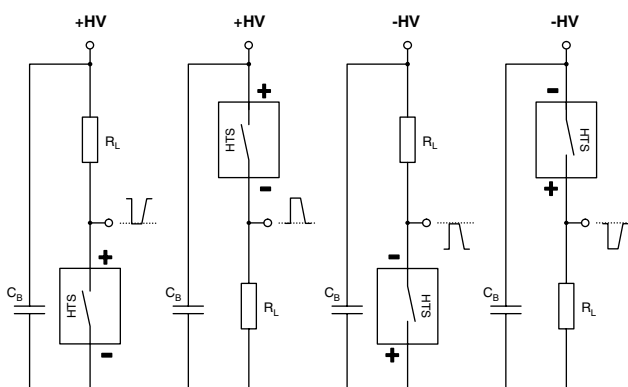 +HV +HV -HV -HV
+ -
HTS HTS
R_L R_L
- +
+ -
C_B HTS C_B R_L C_B HTS C_B R_L
- +